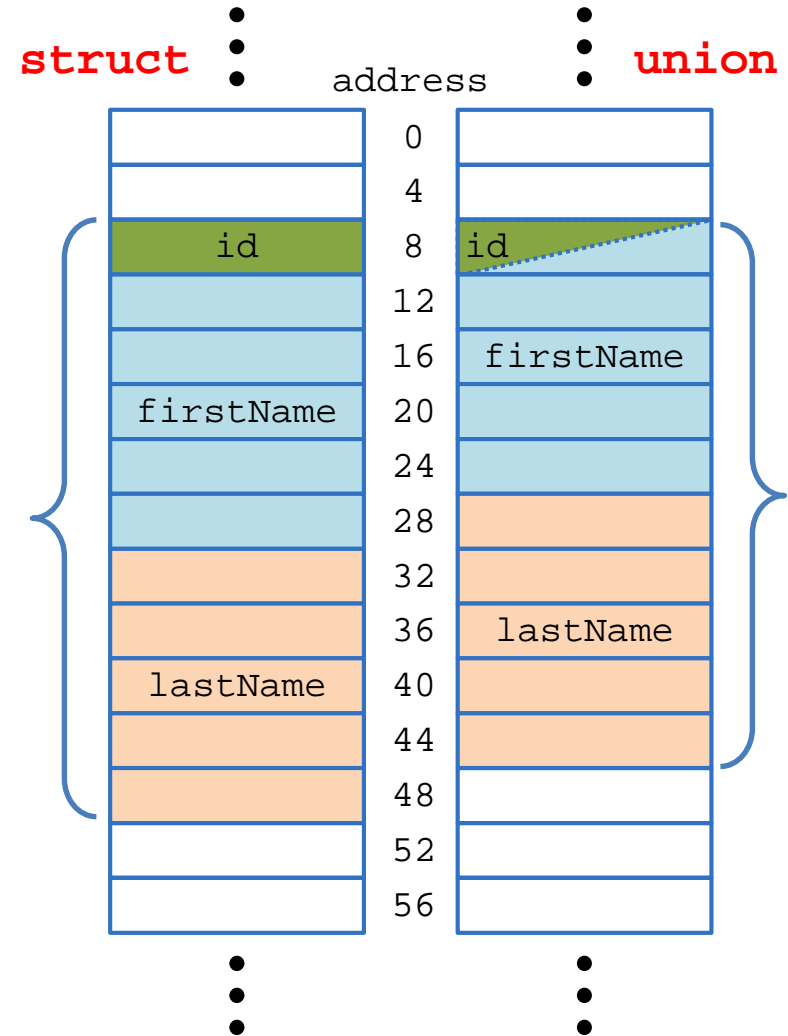 struct address union
0
4
id 8 id
12
16 firstName
firstName 20
24
28
32
36 lastName
lastName 40
44
48
52
56